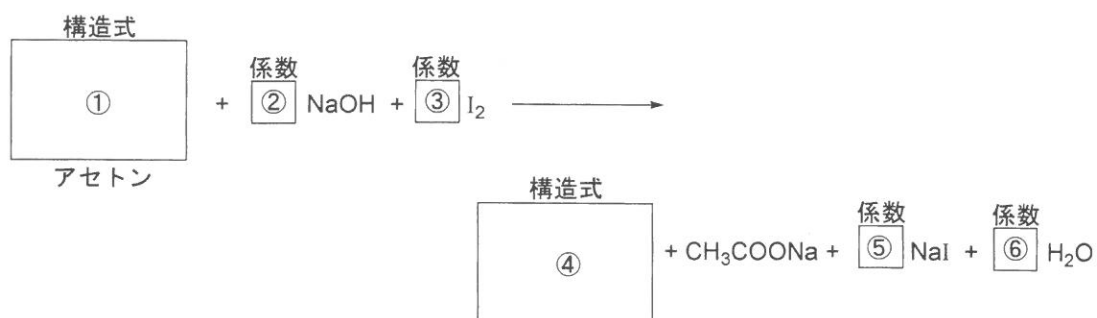 構造式
①
アセトン
+ 係数 ② NaOH + 係数 ③ I₂ ⟶
構造式
④
+ CH₃COONa + 係数 ⑤ NaI + 係数 ⑥ H₂O